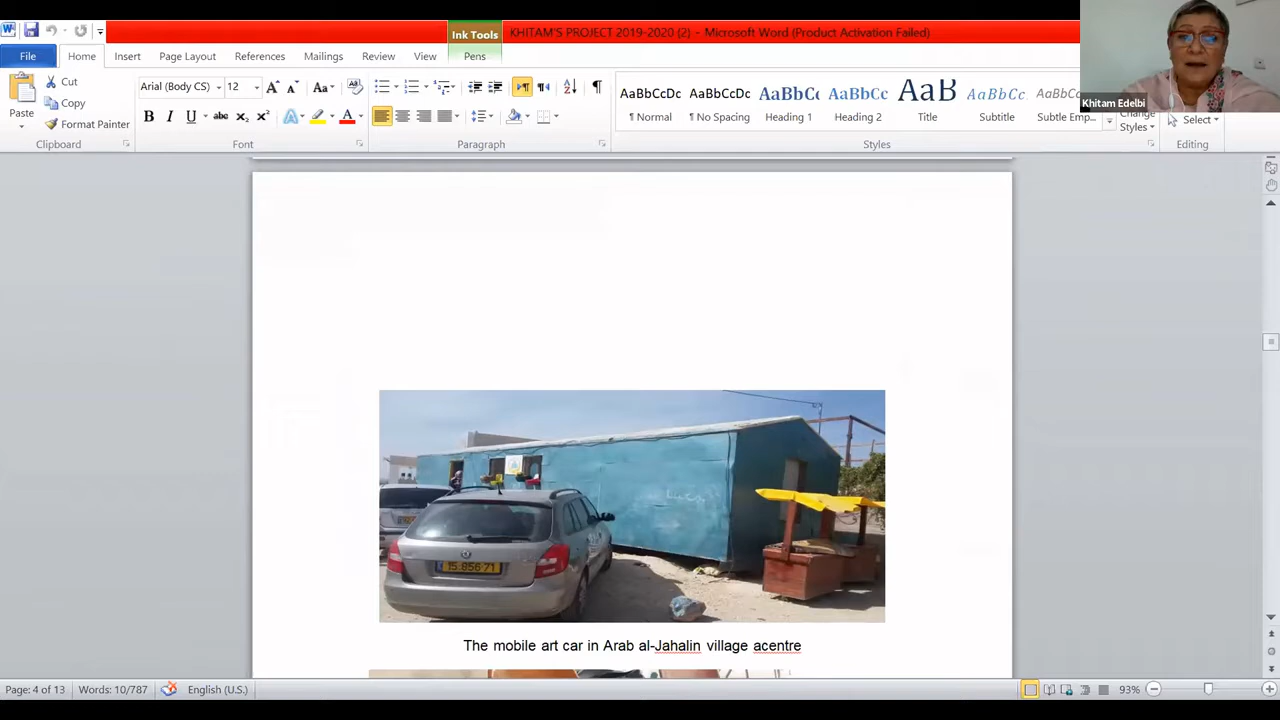 Ink Tools
KHITAM'S PROJECT 2019-2020 (2) - Microsoft Word (Product Activation Failed)
File Home Insert Page Layout References Mailings Review View Pens
Khitam Edelbi
Paste
Cut
Copy
Format Painter
Clipboard
Arial (Body CS) 12
Font
Paragraph
AaBbCcDc AaBbCcDc AaBbC AaBbCc AaB AaBbCc. AaBbCc
¶ Normal ¶ No Spacing Heading 1 Heading 2 Title Subtitle Subtle Emp...
Change
Styles
Styles
Select
Editing
15 856 71
The mobile art car in Arab al-Jahalin village acentre
Page: 4 of 13 Words: 10/787 English (U.S.) 93%